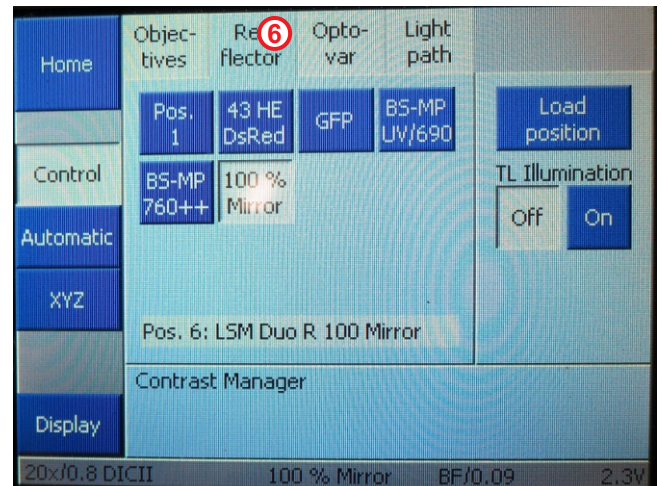 Home
Control
Automatic
XYZ
Display
Objec-
tives
Re
flector
6
Opto-
var
Light
path
Pos.
1
43 HE
DsRed
GFP
BS-MP
UV/690
BS-MP
760++
100 %
Mirror
Pos. 6: LSM Duo R 100 Mirror
Contrast Manager
Load
position
TL Illumination
Off
On
20x/0.8 DICII 100 % Mirror BF/0.09 2.3V